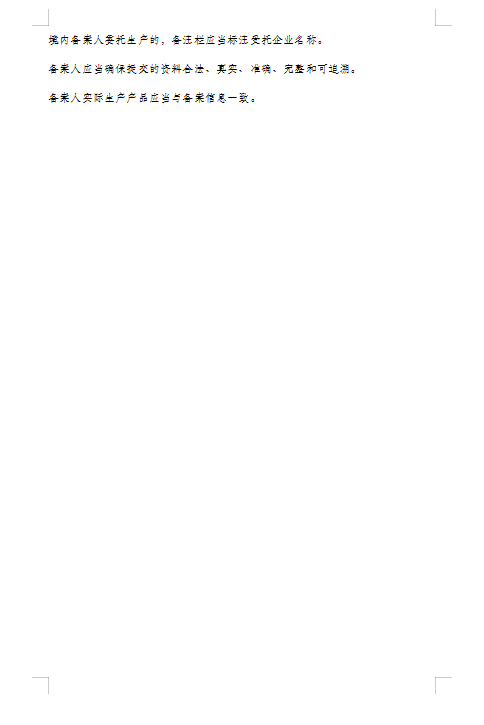 境内备案人委托生产的，备注栏应当标注受托企业名称。
备案人应当确保提交的资料合法、真实、准确、完整和可追溯。
备案人实际生产产品应当与备案信息一致。